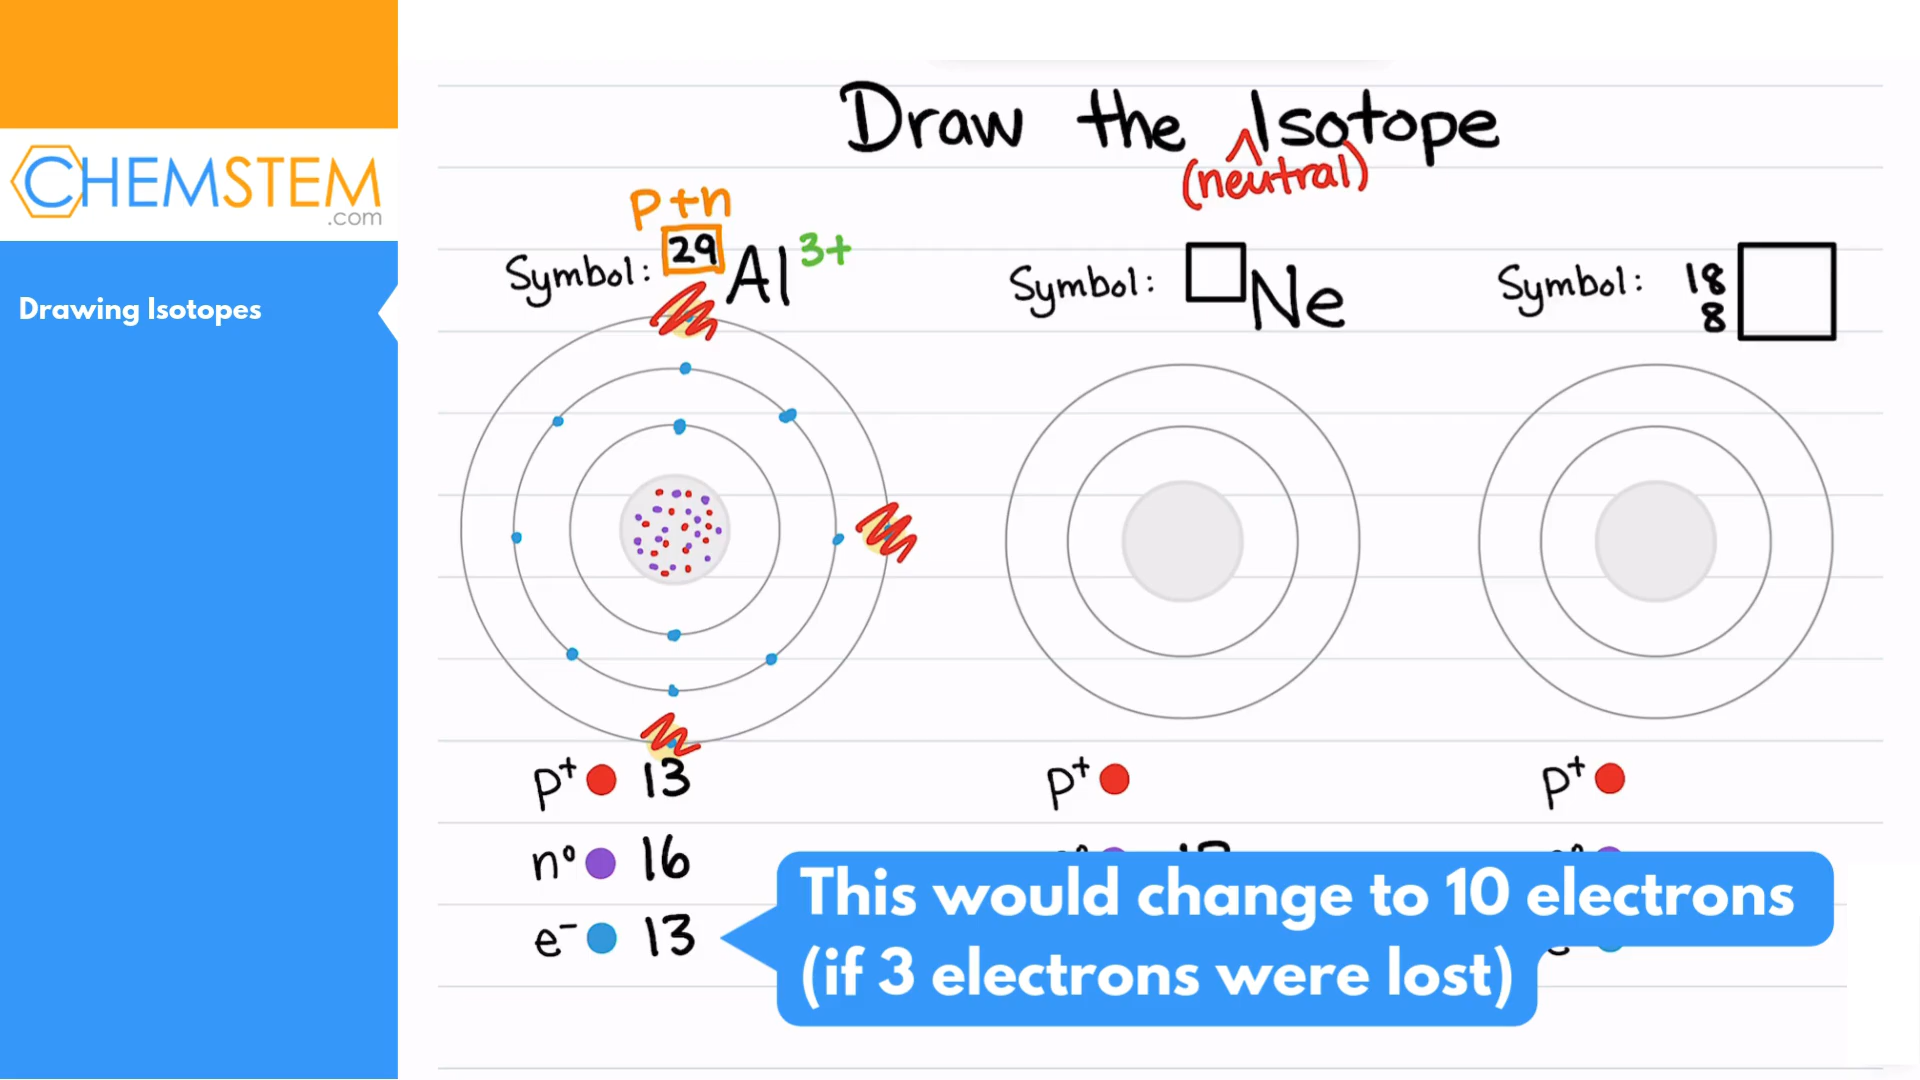 CHEMSTEM
.com
Drawing Isotopes
Draw the Isotope
(neutral)
p+n
Symbol: 29 Al 3+
Symbol: Ne
Symbol: 18
8
p+ 13
n0 16
e- 13
p+
p+
This would change to 10 electrons
(if 3 electrons were lost)